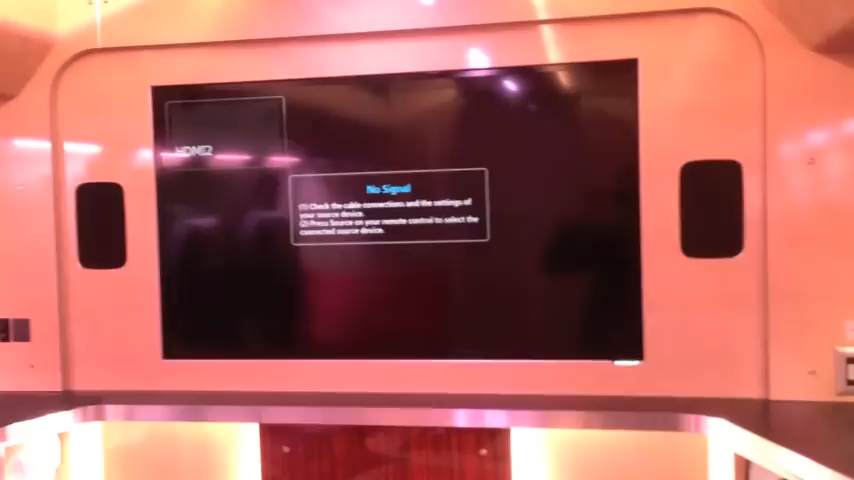 HDMI2
No Signal
(1) Check the cable connections and the settings of
your source device.
(2) Press Source on your remote control to select the
connected source device.